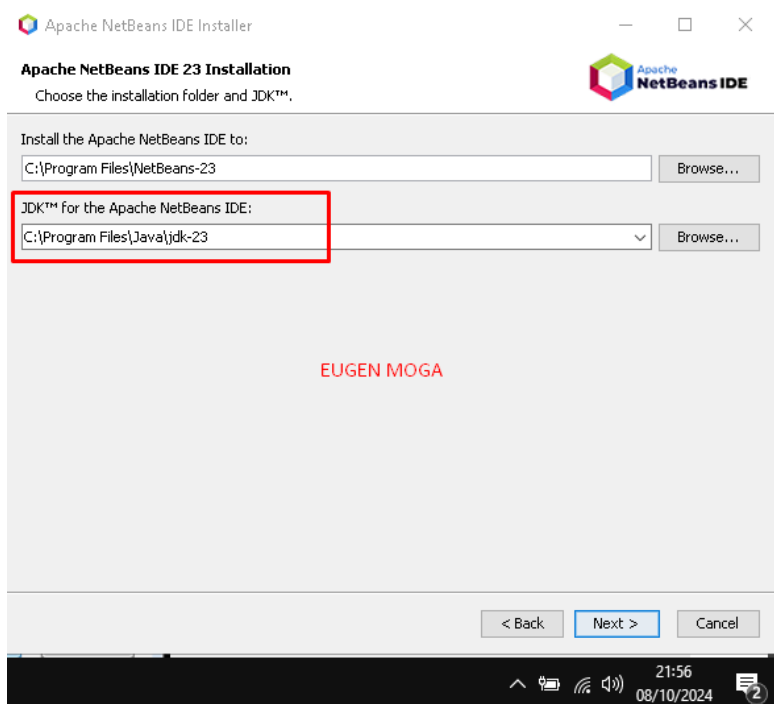 Apache NetBeans IDE Installer
Apache NetBeans IDE 23 Installation
Choose the installation folder and JDK™.
Apache
NetBeans IDE
Install the Apache NetBeans IDE to:
C:\Program Files\NetBeans-23
Browse...
JDK™ for the Apache NetBeans IDE:
C:\Program Files\Java\jdk-23
Browse...
EUGEN MOGA
< Back
Next >
Cancel
21:56
08/10/2024
2